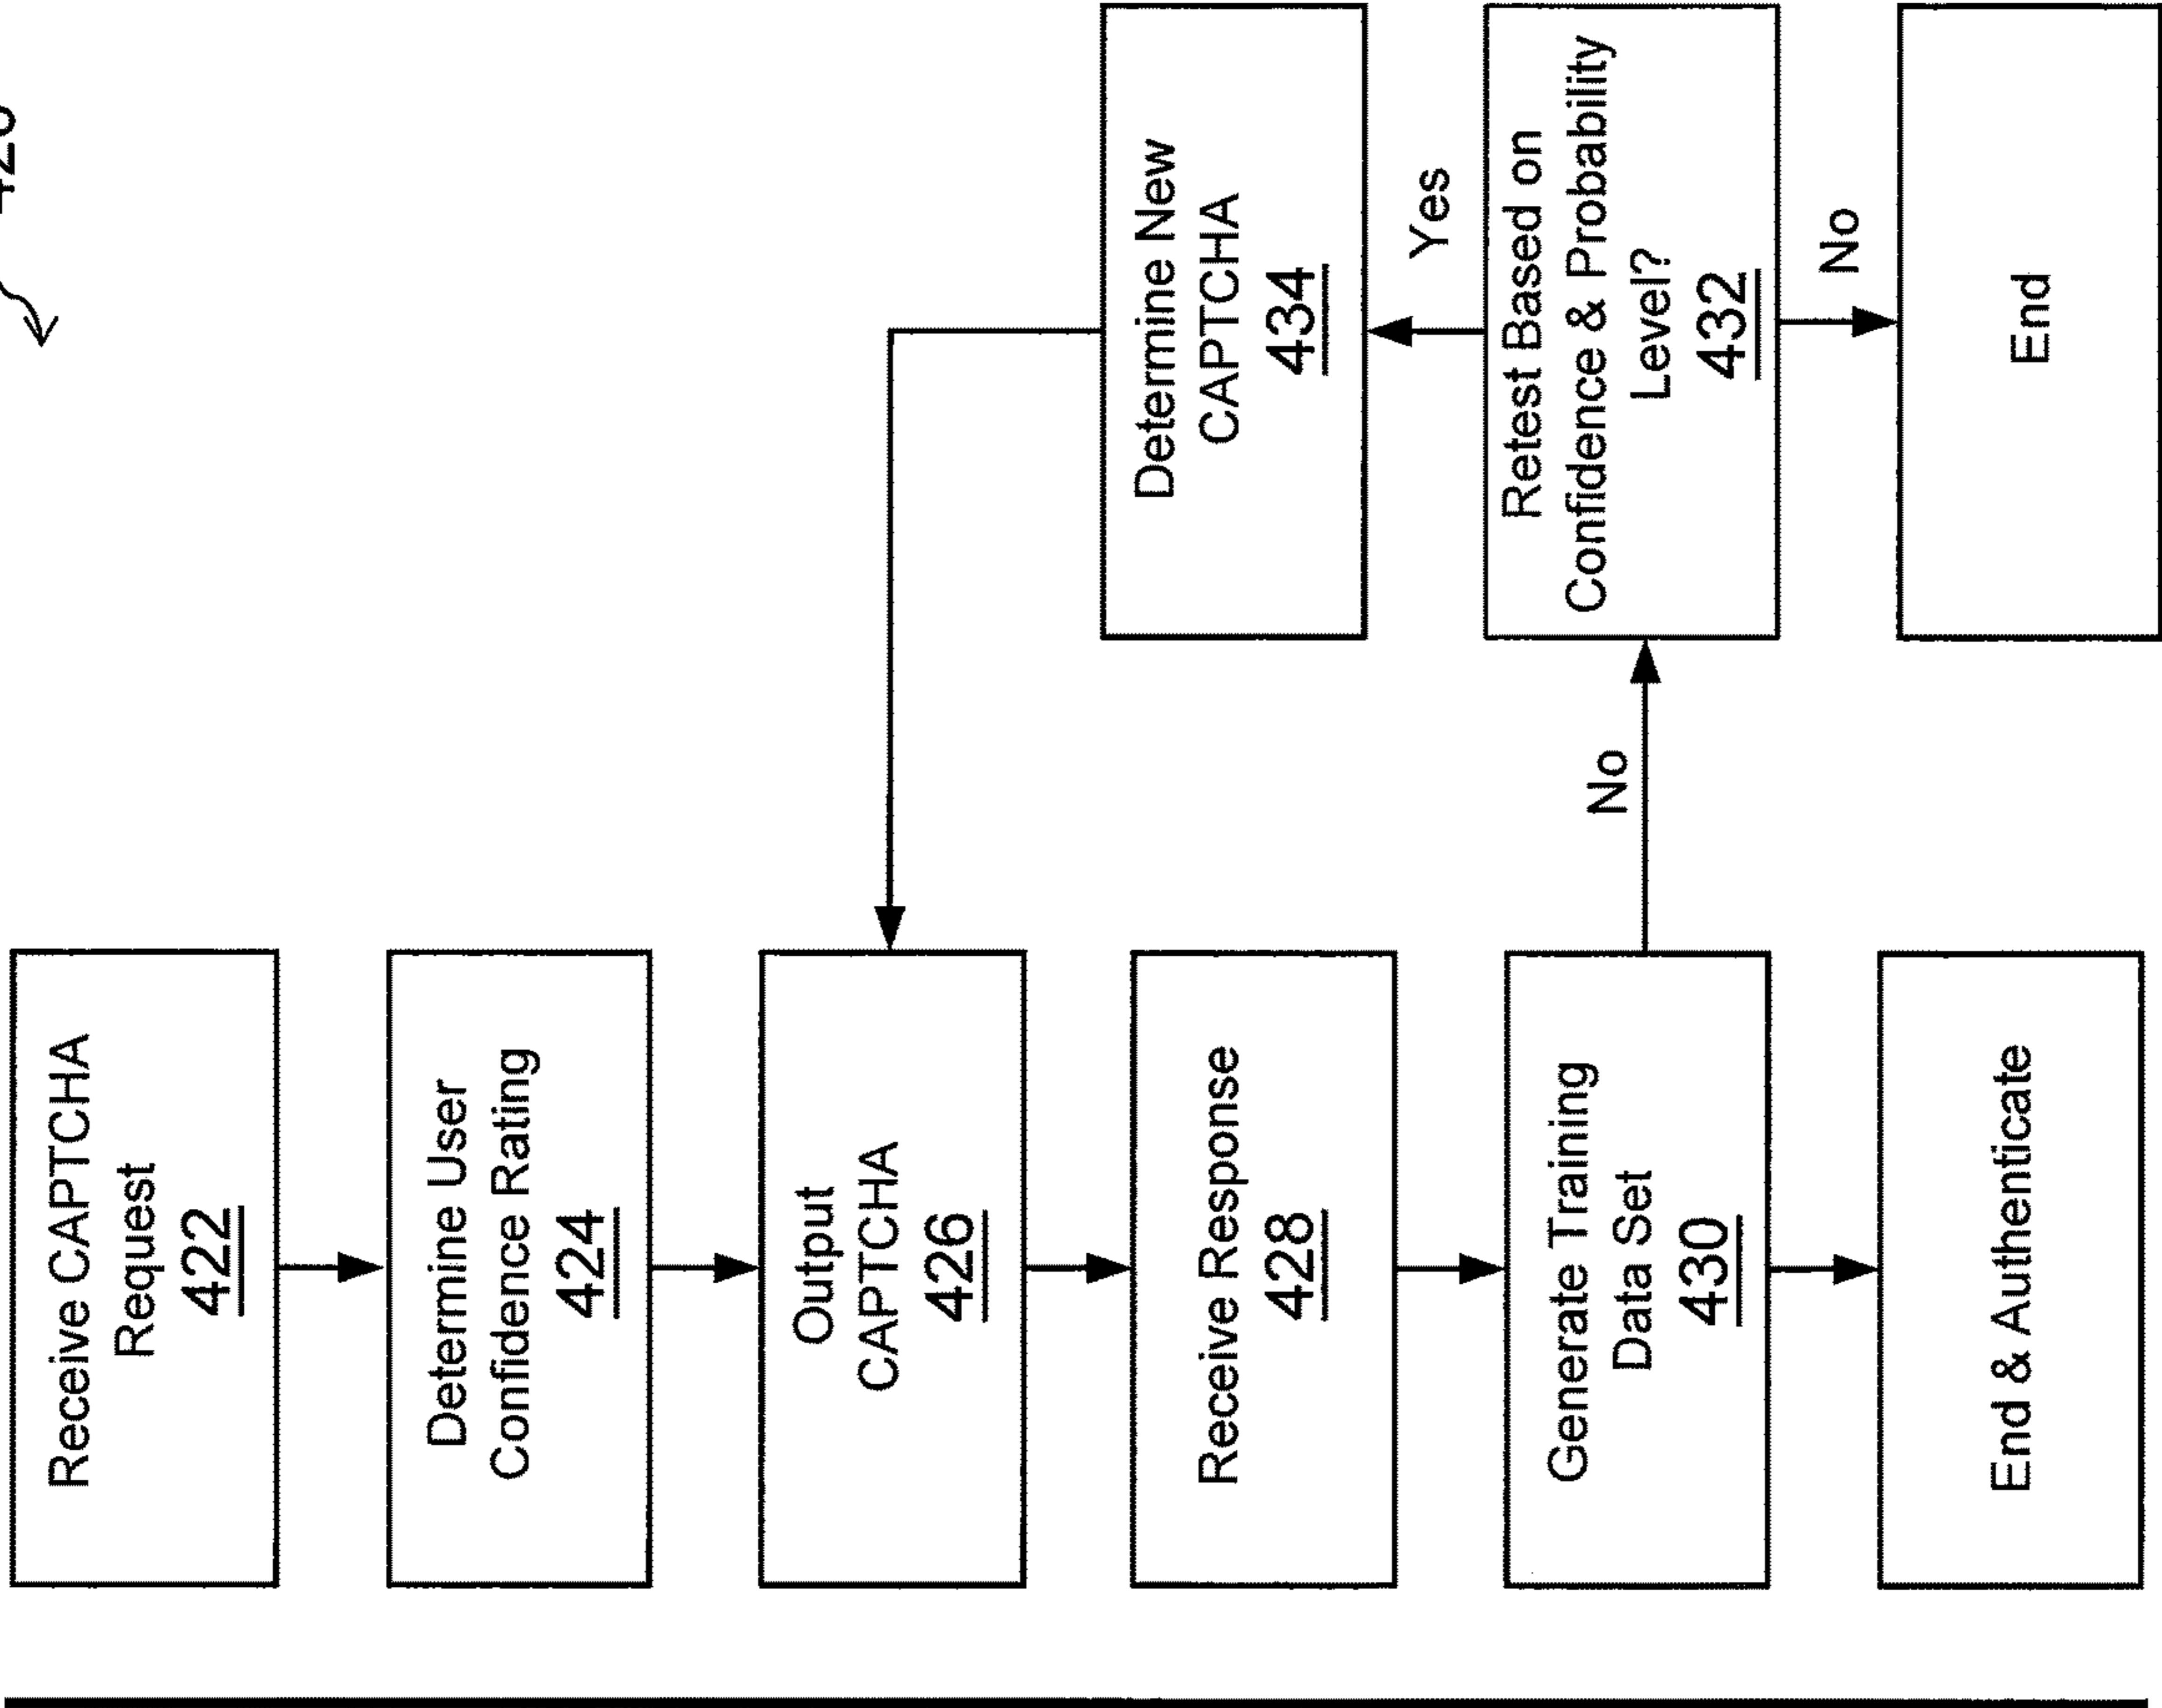 Receive CAPTCHA
Request
422
Determine User
Confidence Rating
424
Output
CAPTCHA
426
Receive Response
428
Generate Training
Data Set
430
End & Authenticate
No
Determine New
CAPTCHA
434
Yes
Retest Based on
Confidence & Probability
Level?
432
No
End